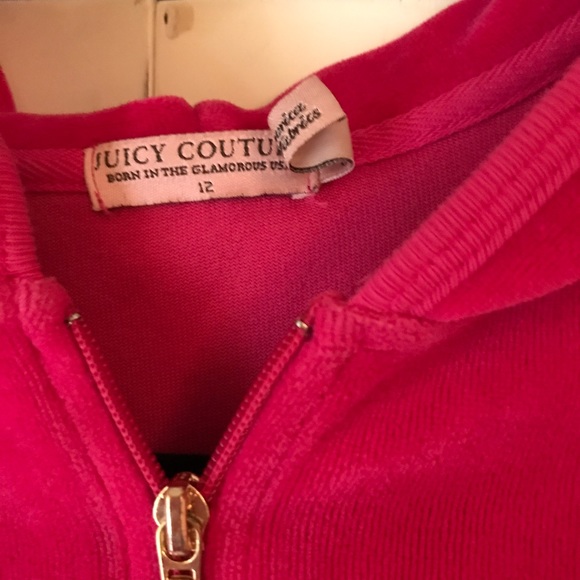 JUICY COUTU
BORN IN THE GLAMOROUS US
12